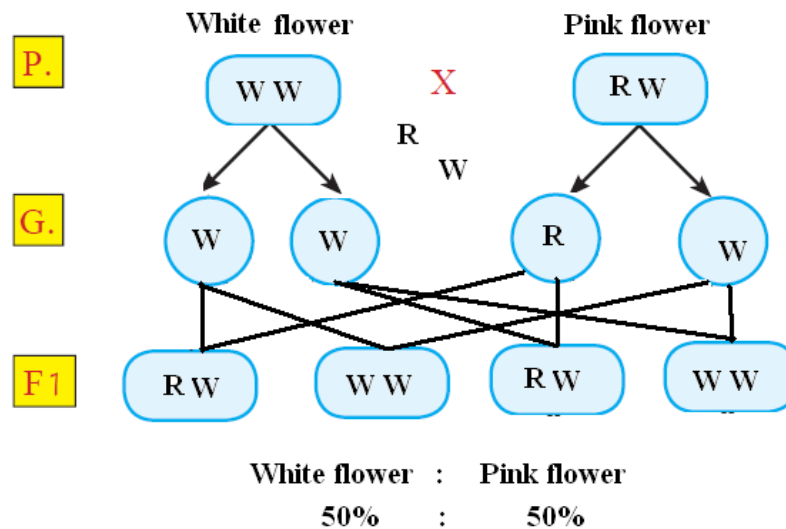 White flower Pink flower
P. W W X R W
R
W
G. W W R W
F1 R W W W R W W W
White flower : Pink flower
50% : 50%